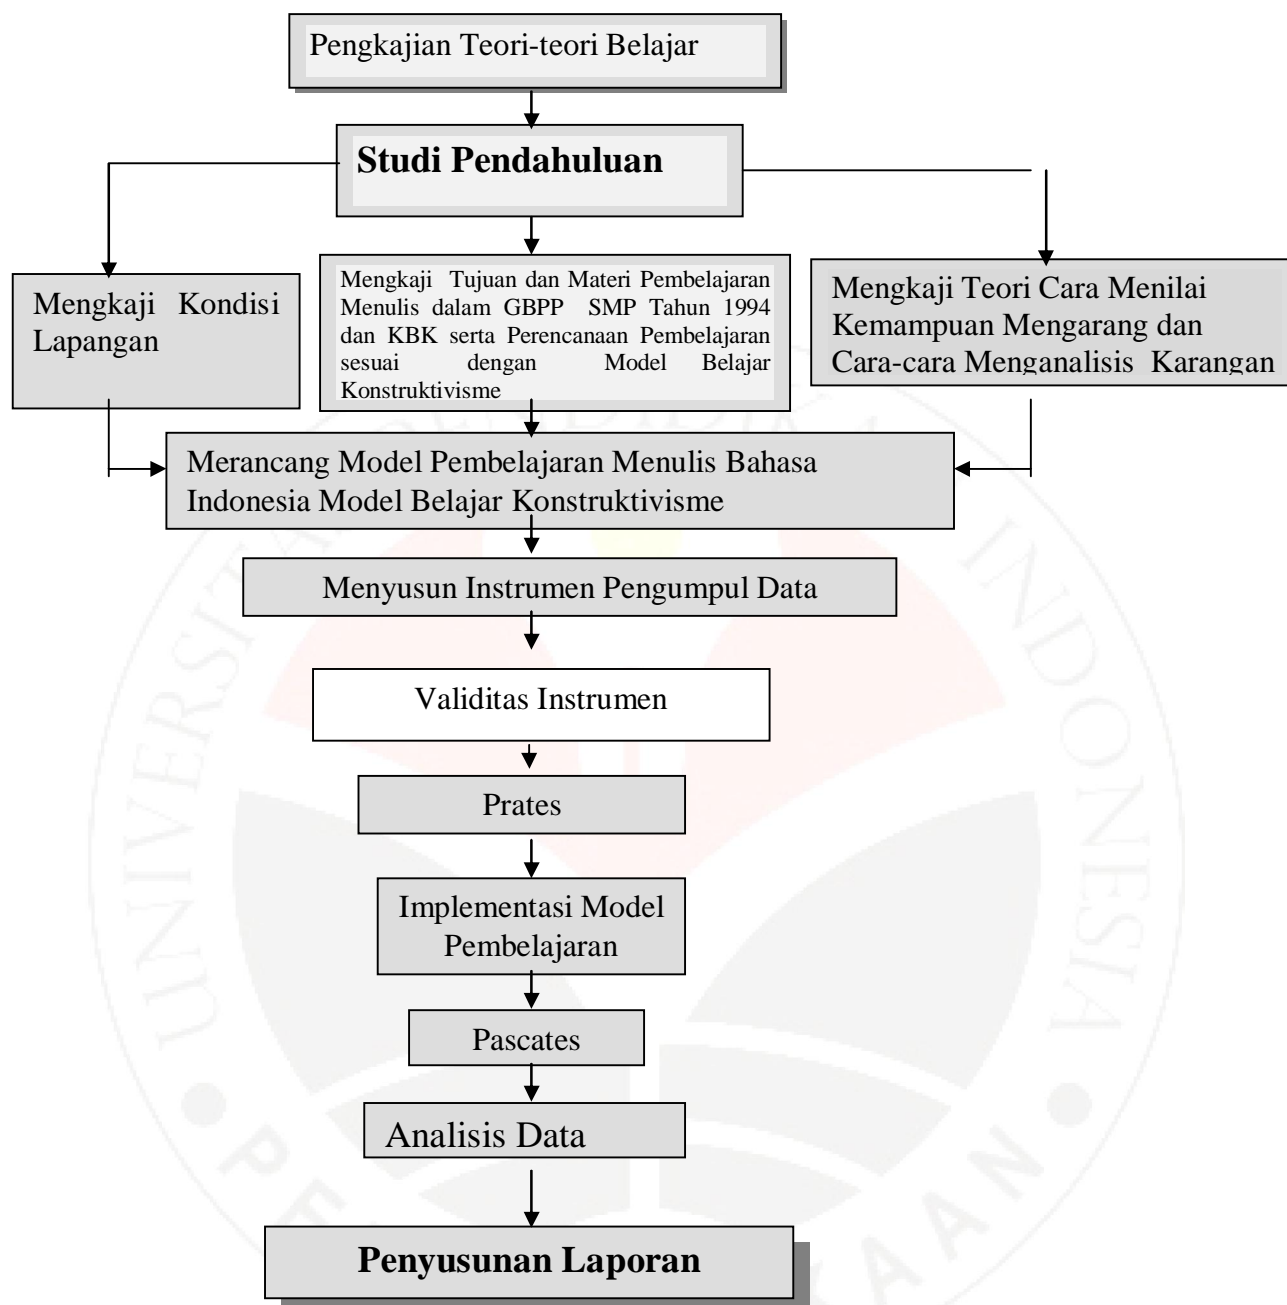 Pengkajian Teori-teori Belajar
Studi Pendahuluan
Mengkaji Kondisi
Lapangan
Mengkaji Tujuan dan Materi Pembelajaran
Menulis dalam GBPP SMP Tahun 1994
dan KBK serta Perencanaan Pembelajaran
sesuai dengan Model Belajar
Konstruktivisme
Mengkaji Teori Cara Menilai
Kemampuan Mengarang dan
Cara-cara Menganalisis Karangan
Merancang Model Pembelajaran Menulis Bahasa
Indonesia Model Belajar Konstruktivisme
Menyusun Instrumen Pengumpul Data
Validitas Instrumen
Prates
Implementasi Model
Pembelajaran
Pascates
Analisis Data
Penyusunan Laporan
UNIVERSITAS PENDIDIKAN INDONESIA